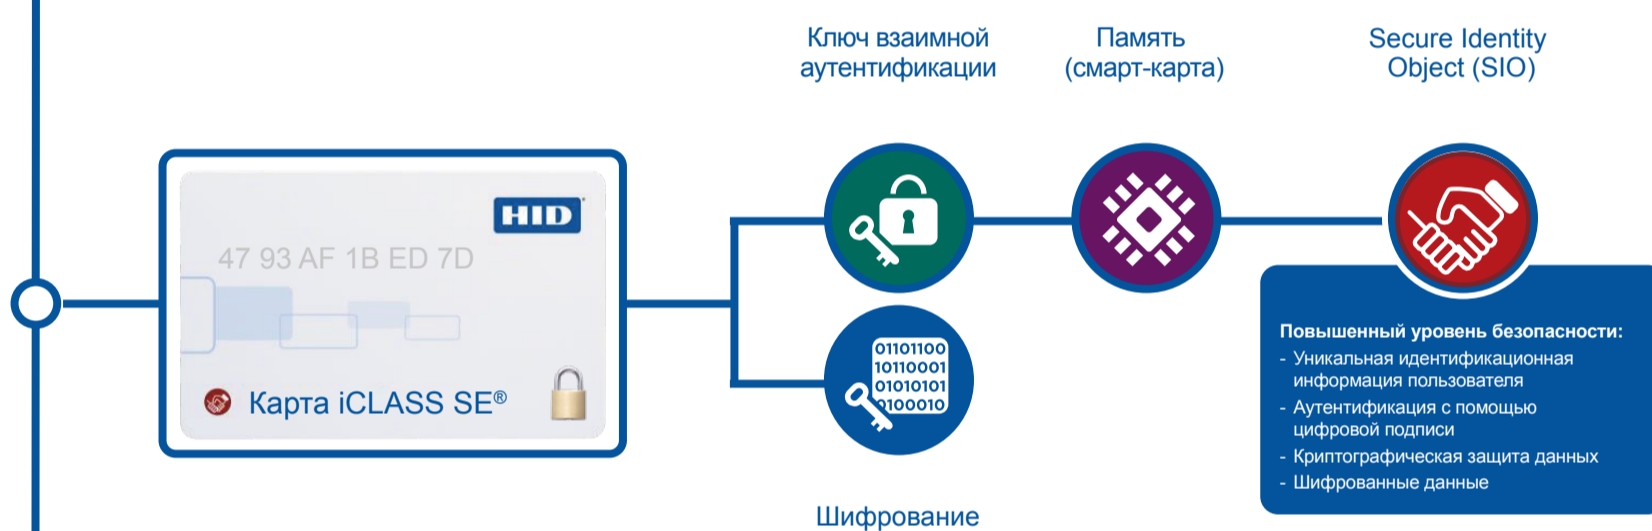 Ключ взаимной
аутентификации
Память
(смарт-карта)
Secure Identity
Object (SIO)
HID
47 93 AF 1B ED 7D
Карта iCLASS SE®
01101100
10110001
01010101
0100010
Шифрование
Повышенный уровень безопасности:
- Уникальная идентификационная
информация пользователя
- Аутентификация с помощью
цифровой подписи
- Криптографическая защита данных
- Шифрованные данные